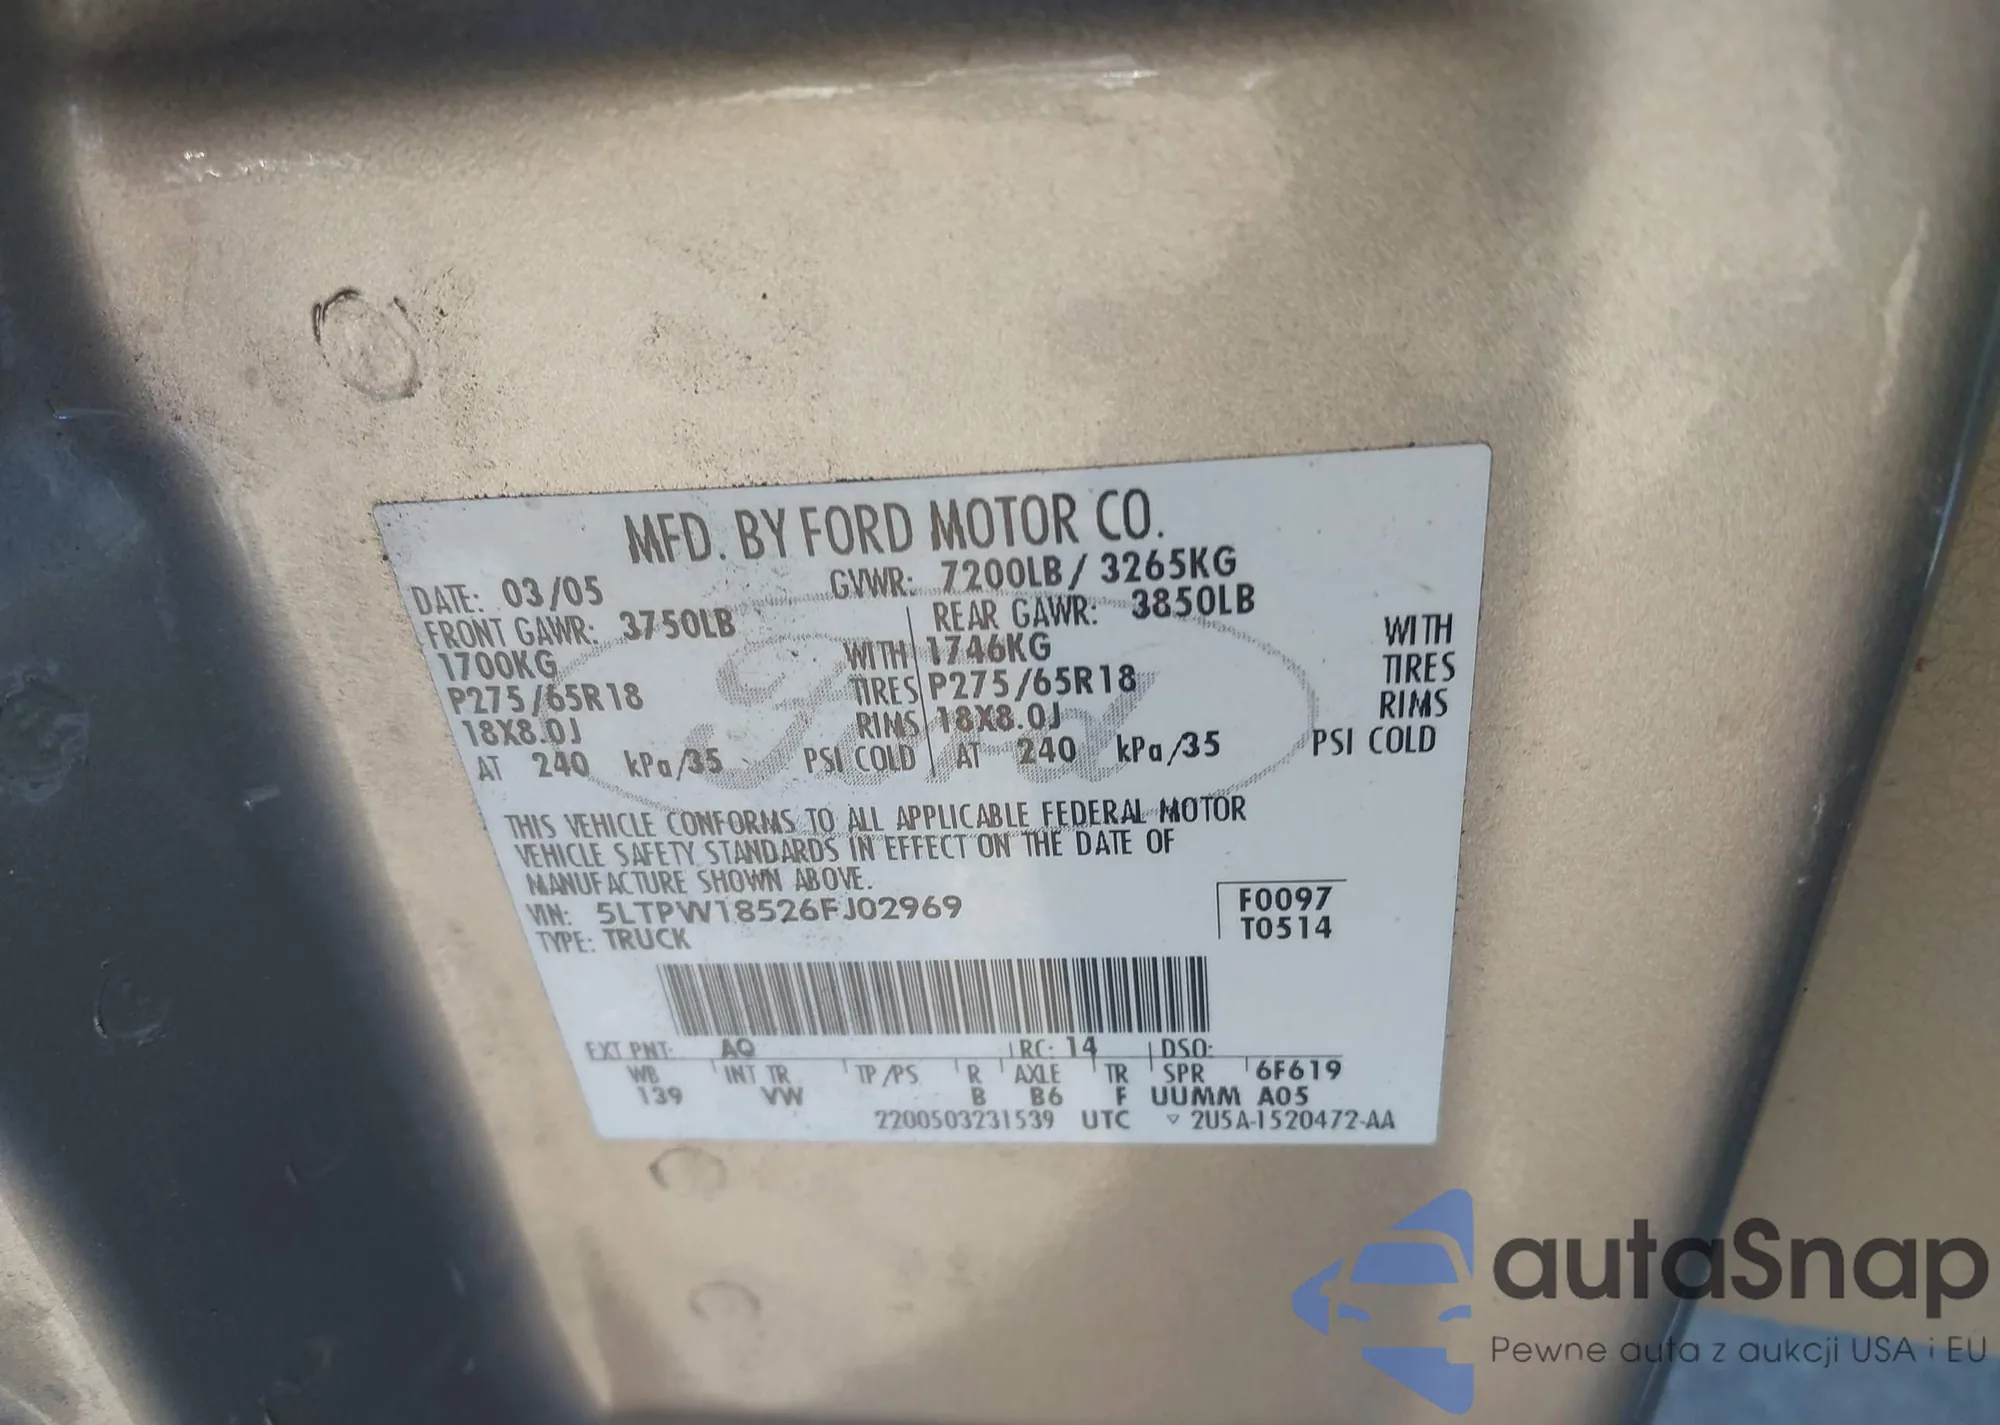 MFD. BY FORD MOTOR CO.
DATE: 03/05 GVWR: 7200LB / 3265KG
FRONT GAWR: 3750LB REAR GAWR: 3850LB
1700KG WITH 1746KG WITH
P275/65R18 TIRES P275/65R18 TIRES
18X8.0J RIMS 18X8.0J RIMS
AT 240 kPa/35 PSI COLD AT 240 kPa/35 PSI COLD
Ford
THIS VEHICLE CONFORMS TO ALL APPLICABLE FEDERAL MOTOR
VEHICLE SAFETY STANDARDS IN EFFECT ON THE DATE OF
MANUFACTURE SHOWN ABOVE.
VIN: 5LTPW18526FJ02969 F0097
TYPE: TRUCK T0514
EXT PNT: AQ RC: 14 DSO:
WB INT TR TP/PS R AXLE TR SPR 6F619
139 VW B B6 F UUMM A05
2200503231539 UTC ▽ 2U5A-1520472-AA
autaSnap
Pewne auta z aukcji USA i EU